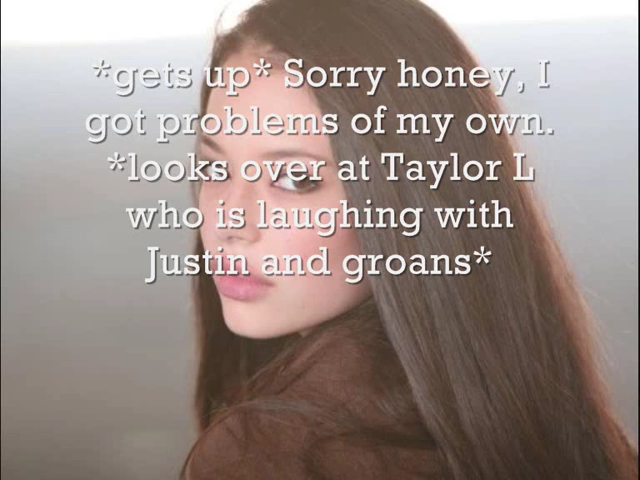 *gets up* Sorry honey, I
got problems of my own.
*looks over at Taylor L
who is laughing with
Justin and groans*